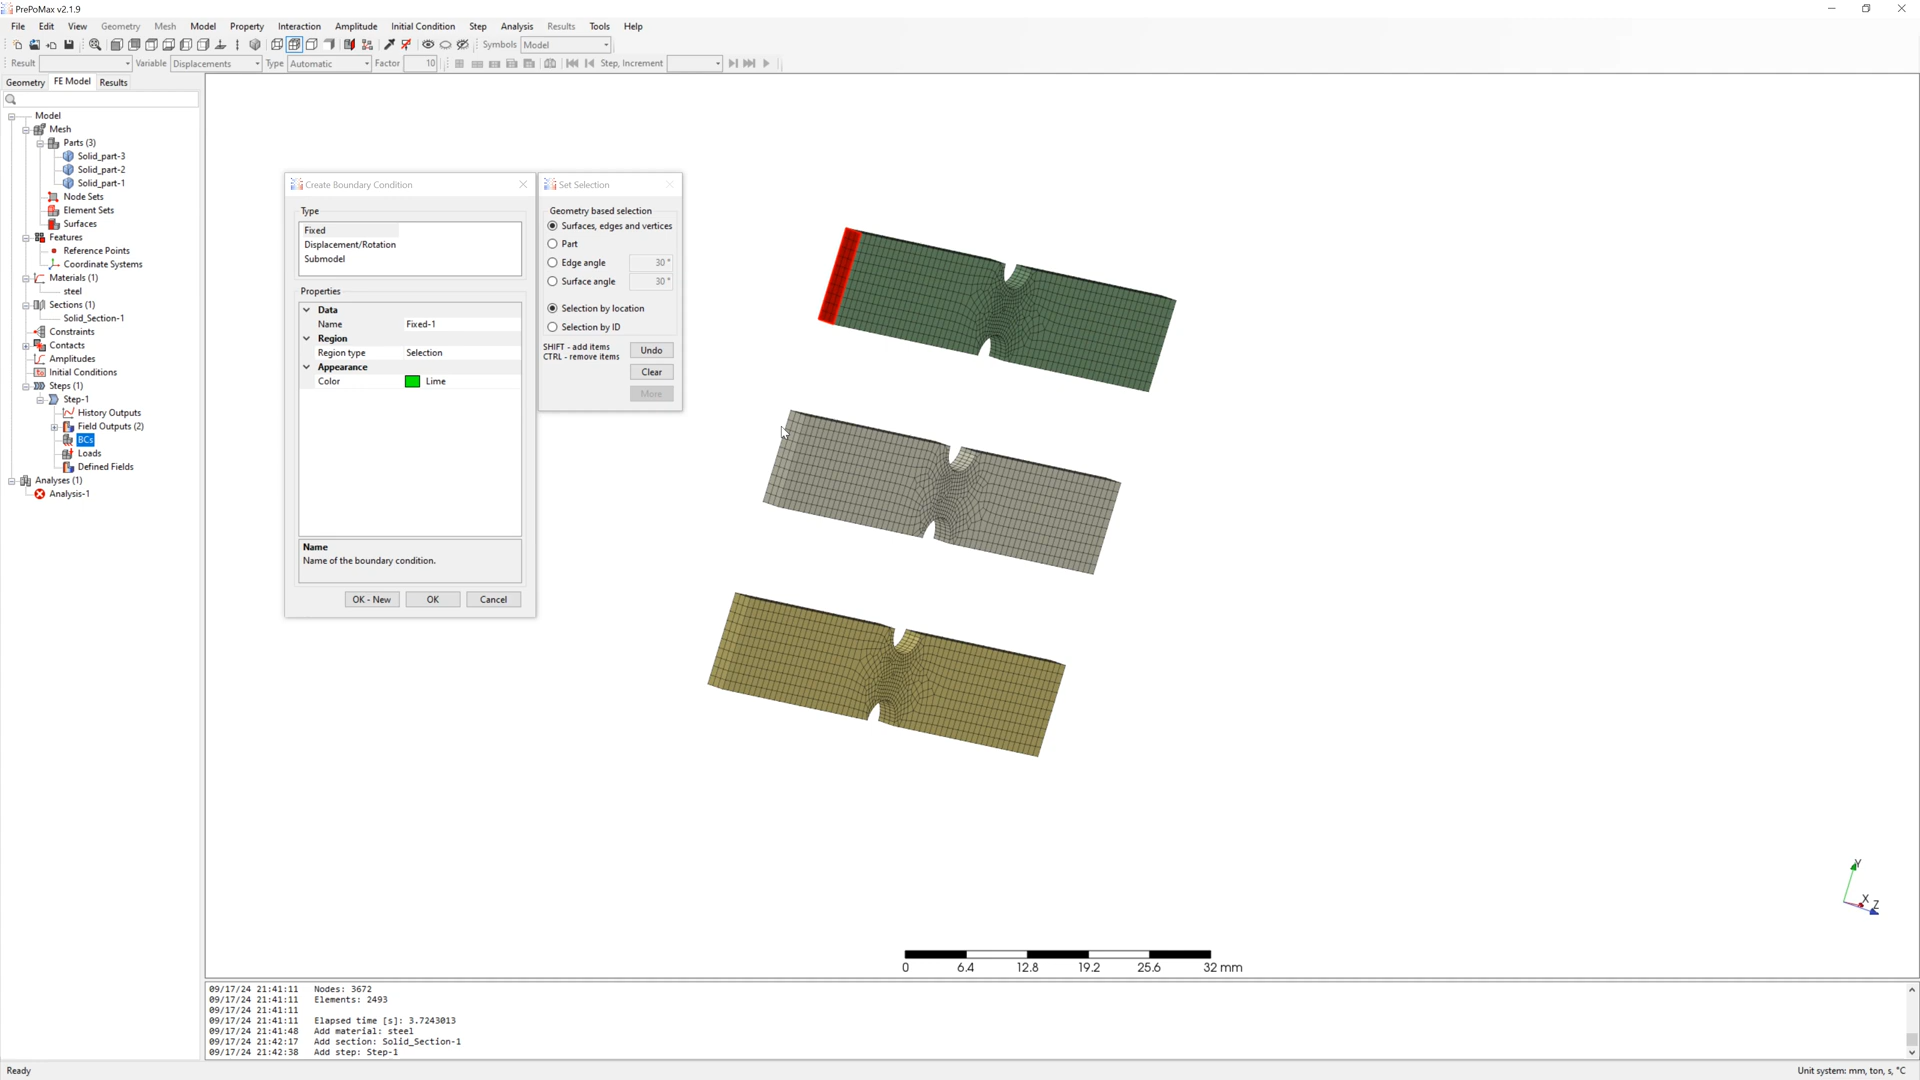 PrePoMax v2.1.9
File Edit View Geometry Mesh Model Property Interaction Amplitude Initial Condition Step Analysis Results Tools Help
Symbols Model
Result Variable Displacements Type Automatic Factor 10 Step, Increment
Geometry FE Model Results
Model
Mesh
Parts (3)
Solid_part-3
Solid_part-2
Solid_part-1
Node Sets
Element Sets
Surfaces
Features
Reference Points
Coordinate Systems
Materials (1)
steel
Sections (1)
Solid_Section-1
Constraints
Contacts
Amplitudes
Initial Conditions
Steps (1)
Step-1
History Outputs
Field Outputs (2)
BCs
Loads
Defined Fields
Analyses (1)
Analysis-1
Create Boundary Condition
Type
Fixed
Displacement/Rotation
Submodel
Properties
Data
Name Fixed-1
Region
Region type Selection
Appearance
Color Lime
Name
Name of the boundary condition.
OK - New OK Cancel
Set Selection
Geometry based selection
Surfaces, edges and vertices
Part
Edge angle 30 °
Surface angle 30 °
Selection by location
Selection by ID
SHIFT - add items
CTRL - remove items
Undo
Clear
More
Y
X
Z
0 6.4 12.8 19.2 25.6 32 mm
09/17/24 21:41:11 Nodes: 3672
09/17/24 21:41:11 Elements: 2493
09/17/24 21:41:11
09/17/24 21:41:11 Elapsed time [s]: 3.7243013
09/17/24 21:41:48 Add material: steel
09/17/24 21:42:17 Add section: Solid_Section-1
09/17/24 21:42:38 Add step: Step-1
Ready
Unit system: mm, ton, s, °C